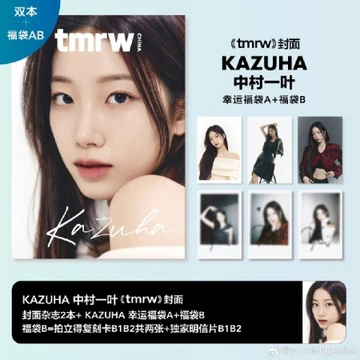 双本
+
福袋AB
tmrw
CHINA
Kazuha
《tmrw》封面
KAZUHA
中村一叶
幸运福袋A+福袋B
KAZUHA 中村一叶《tmrw》封面
封面杂志2本+ KAZUHA 幸运福袋A+福袋B
福袋B=拍立得复刻卡B1B2共两张+独家明信片B1B2